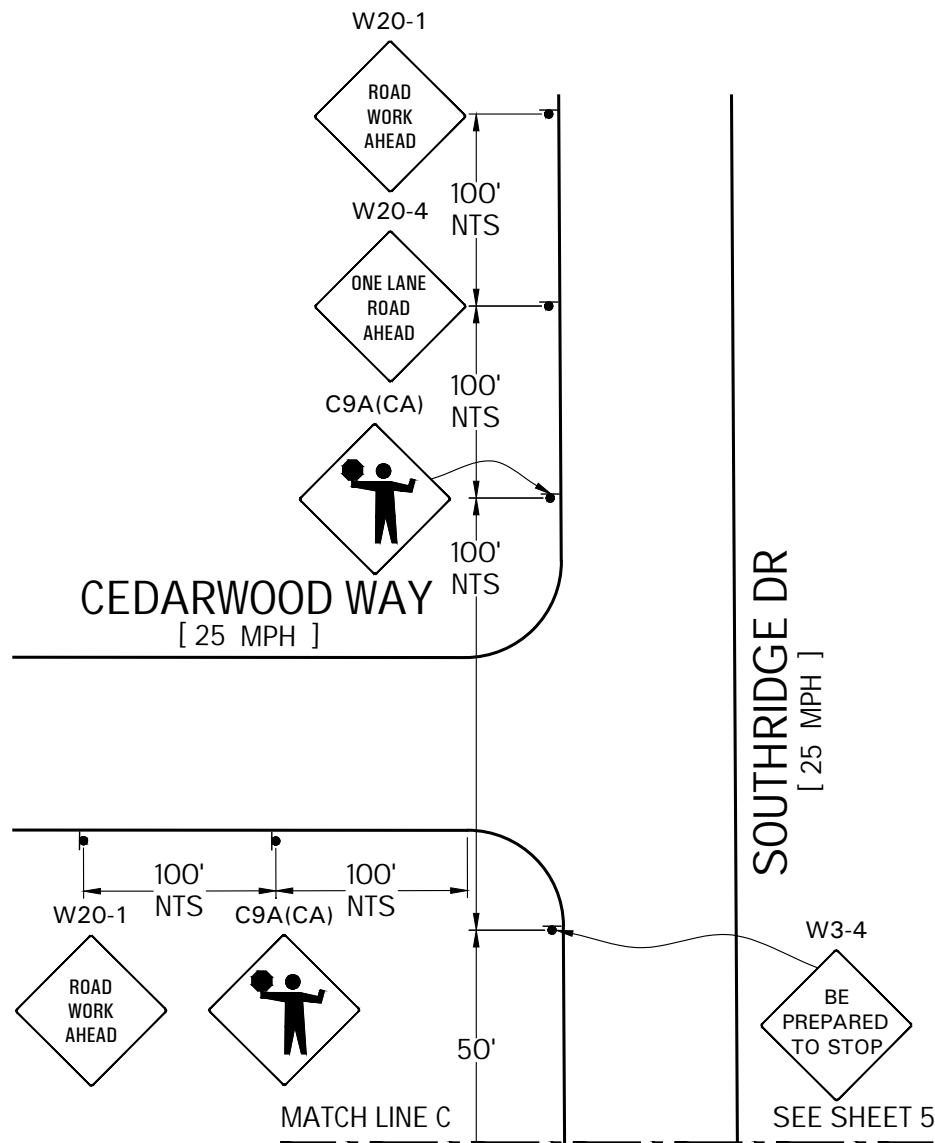 W20-1
ROAD
WORK
AHEAD
100'
NTS
W20-4
ONE LANE
ROAD
AHEAD
100'
NTS
C9A(CA)
100'
NTS
CEDARWOOD WAY
[ 25 MPH ]
SOUTHRIDGE DR
[ 25 MPH ]
100'
NTS
100'
NTS
W20-1
C9A(CA)
ROAD
WORK
AHEAD
W3-4
BE
PREPARED
TO STOP
50'
MATCH LINE C
SEE SHEET 5